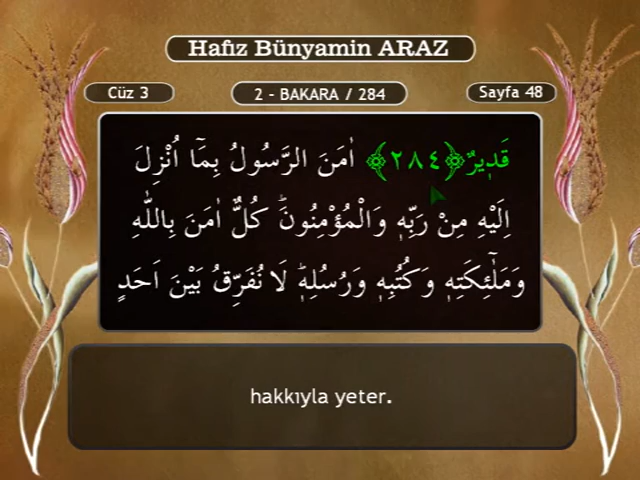 Hafız Bünyamin ARAZ
Cüz 3
2 - BAKARA / 284
Sayfa 48
قَدٖيرٌ ﴿٢٨٤﴾ اٰمَنَ الرَّسُولُ بِمَٓا اُنْزِلَ
اِلَيْهِ مِنْ رَبِّهٖ وَالْمُؤْمِنُونَۜ كُلٌّ اٰمَنَ بِاللّٰهِ
وَمَلٰٓئِكَتِهٖ وَكُتُبِهٖ وَرُسُلِهٖۜ لَا نُفَرِّقُ بَيْنَ اَحَدٍ
hakkıyla yeter.